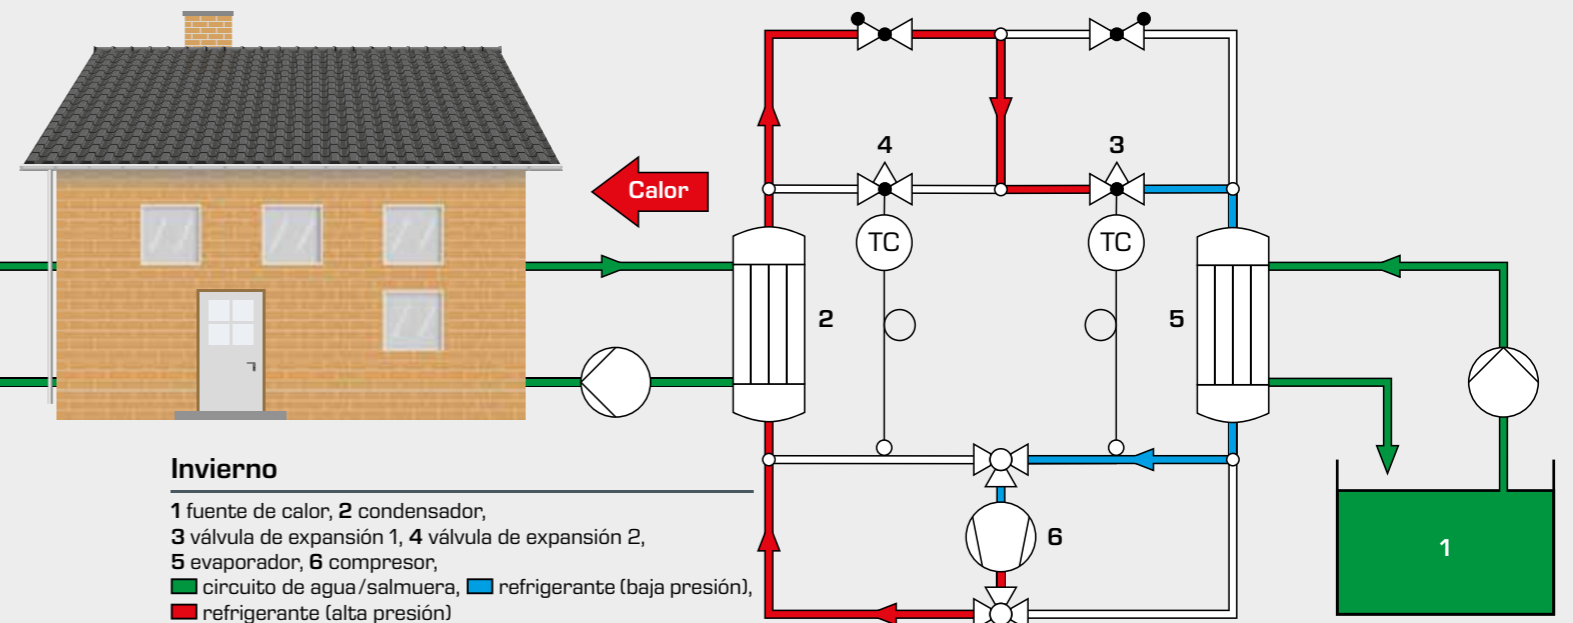 4
3
Calor
TC
TC
2
5
Invierno
6
1 fuente de calor, 2 condensador,
3 válvula de expansión 1, 4 válvula de expansión 2,
5 evaporador, 6 compresor,
circuito de agua/salmuera, refrigerante (baja presión),
refrigerante (alta presión)
1